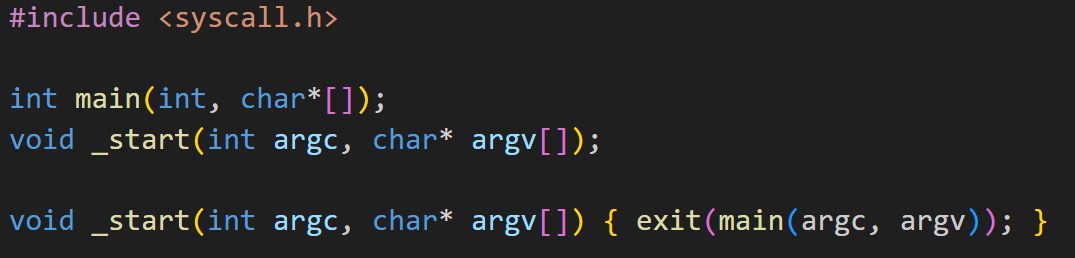 #include <syscall.h>
int main(int, char*[]);
void _start(int argc, char* argv[]);
void _start(int argc, char* argv[]) { exit(main(argc, argv)); }